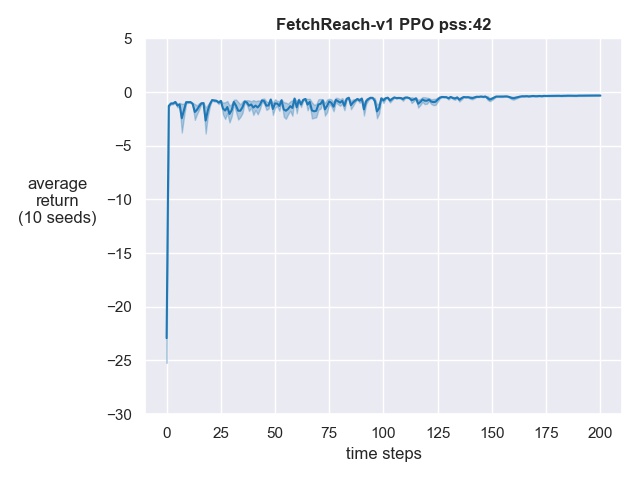 FetchReach-v1 PPO pss:42
5
0
−5
−10
−15
−20
−25
−30
average
return
(10 seeds)
0 25 50 75 100 125 150 175 200
time steps